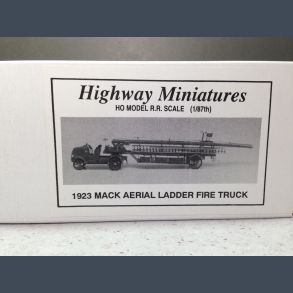 Highway Miniatures
HO MODEL R.R. SCALE (1/87th)
1923 MACK AERIAL LADDER FIRE TRUCK